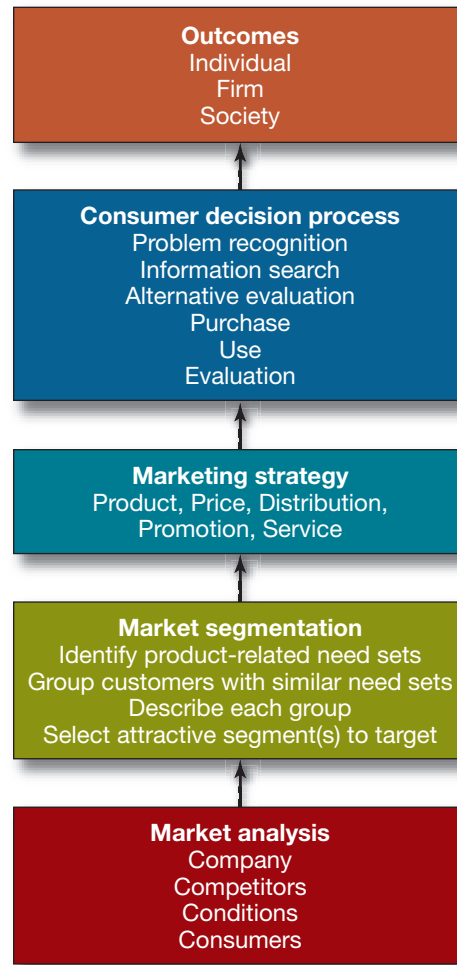 Outcomes
Individual
Firm
Society
Consumer decision process
Problem recognition
Information search
Alternative evaluation
Purchase
Use
Evaluation
Marketing strategy
Product, Price, Distribution,
Promotion, Service
Market segmentation
Identify product-related need sets
Group customers with similar need sets
Describe each group
Select attractive segment(s) to target
Market analysis
Company
Competitors
Conditions
Consumers